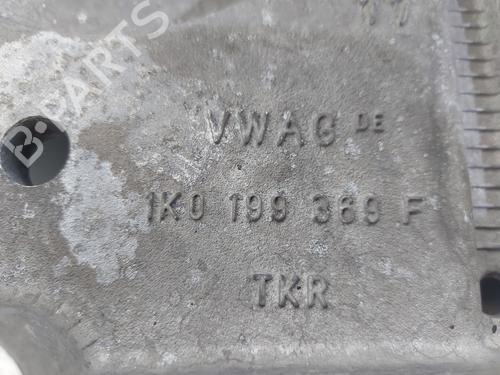 B-PARTS
VWAG DE
1K0 199 369 F
TKR